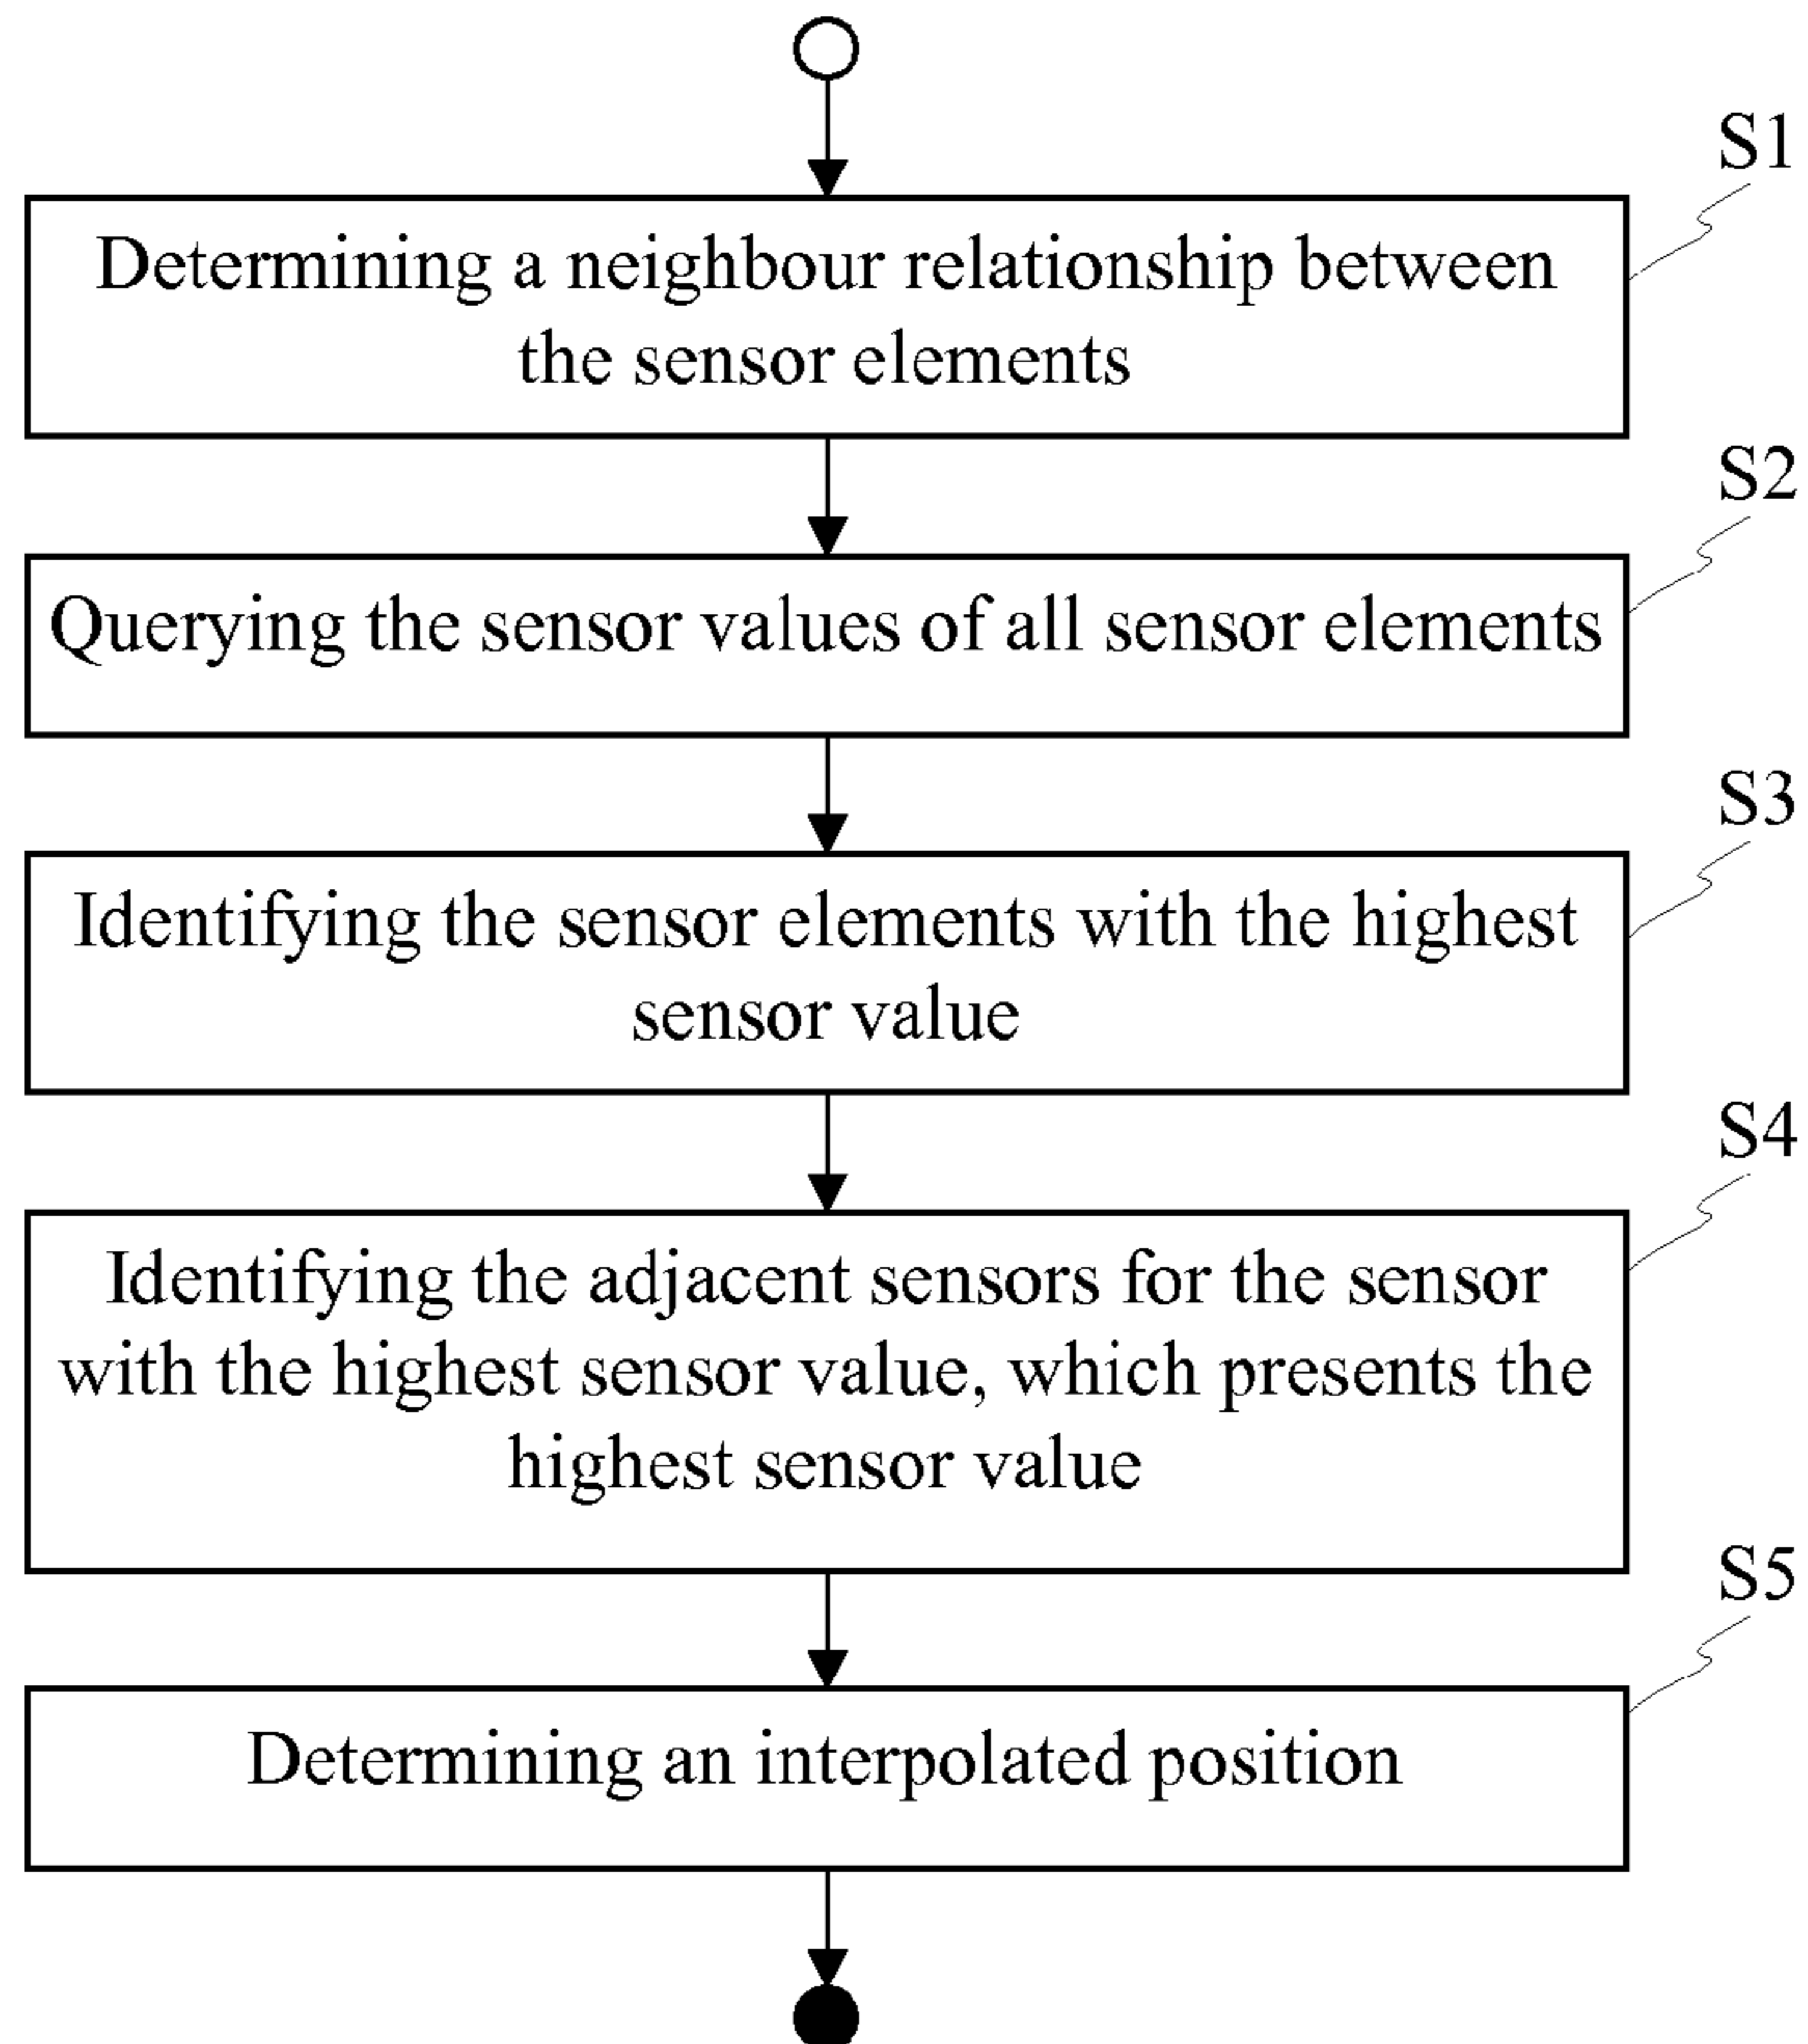 S1
Determining a neighbour relationship between
the sensor elements
S2
Querying the sensor values of all sensor elements
S3
Identifying the sensor elements with the highest
sensor value
S4
Identifying the adjacent sensors for the sensor
with the highest sensor value, which presents the
highest sensor value
S5
Determining an interpolated position